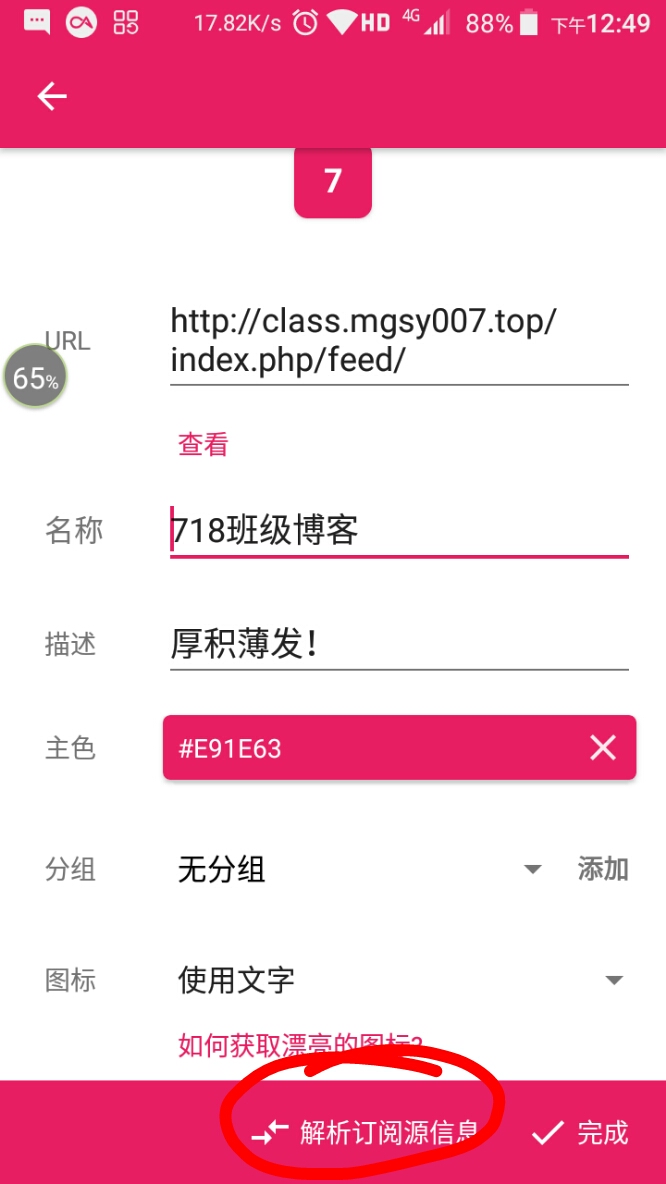 17.82K/s HD 4G 88% 下午12:49
7
URL
http://class.mgsy007.top/
index.php/feed/
65%
查看
名称
718班级博客
描述
厚积薄发！
主色
#E91E63
分组
无分组
添加
图标
使用文字
如何获取漂亮的图标?
解析订阅源信息
完成